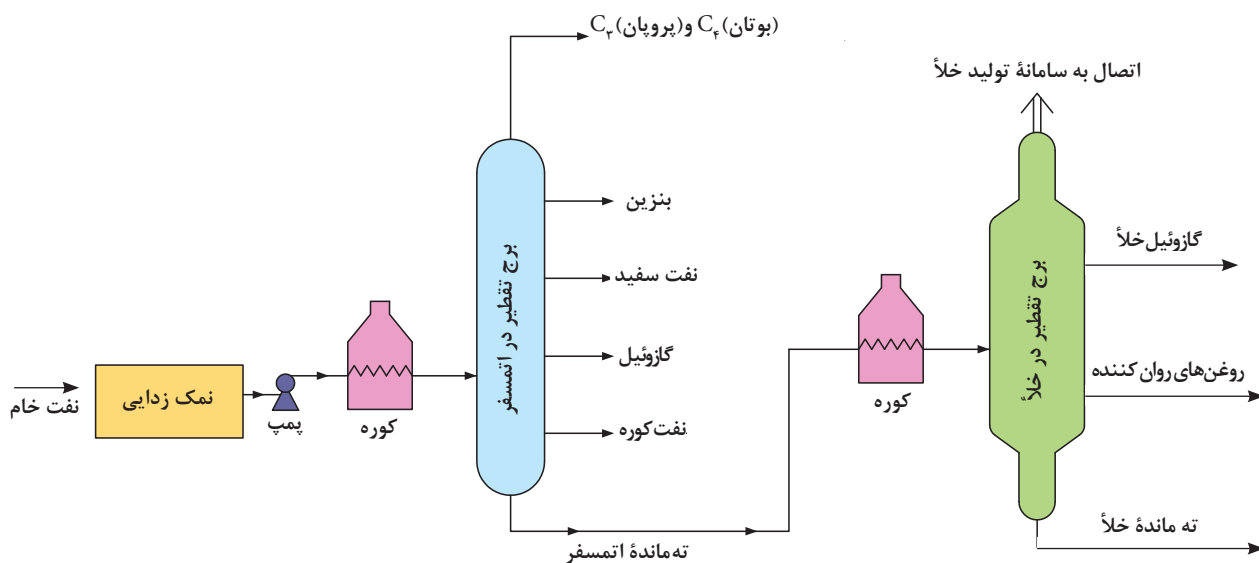 C₃(پروپان) و C₄(بوتان)
اتصال به سامانهٔ تولید خلأ
بنزین
نفت سفید
گازوئیل
نفت کوره
برج تقطیر در اتمسفر
نفت خام
نمک زدایی
پمپ
کوره
ته‌ماندهٔ اتمسفر
کوره
برج تقطیر در خلأ
گازوئیل خلأ
روغن‌های روان کننده
ته ماندهٔ خلأ